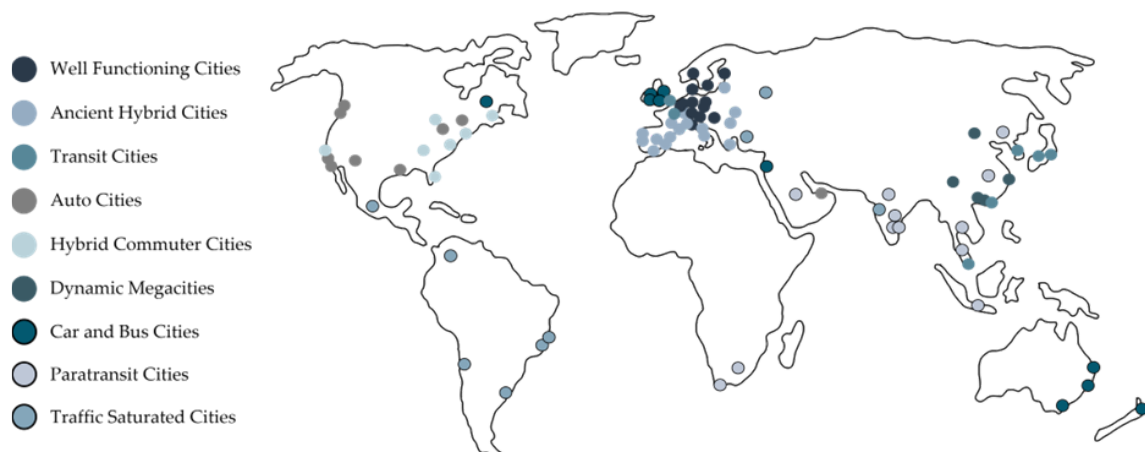 Well Functioning Cities
Ancient Hybrid Cities
Transit Cities
Auto Cities
Hybrid Commuter Cities
Dynamic Megacities
Car and Bus Cities
Paratransit Cities
Traffic Saturated Cities